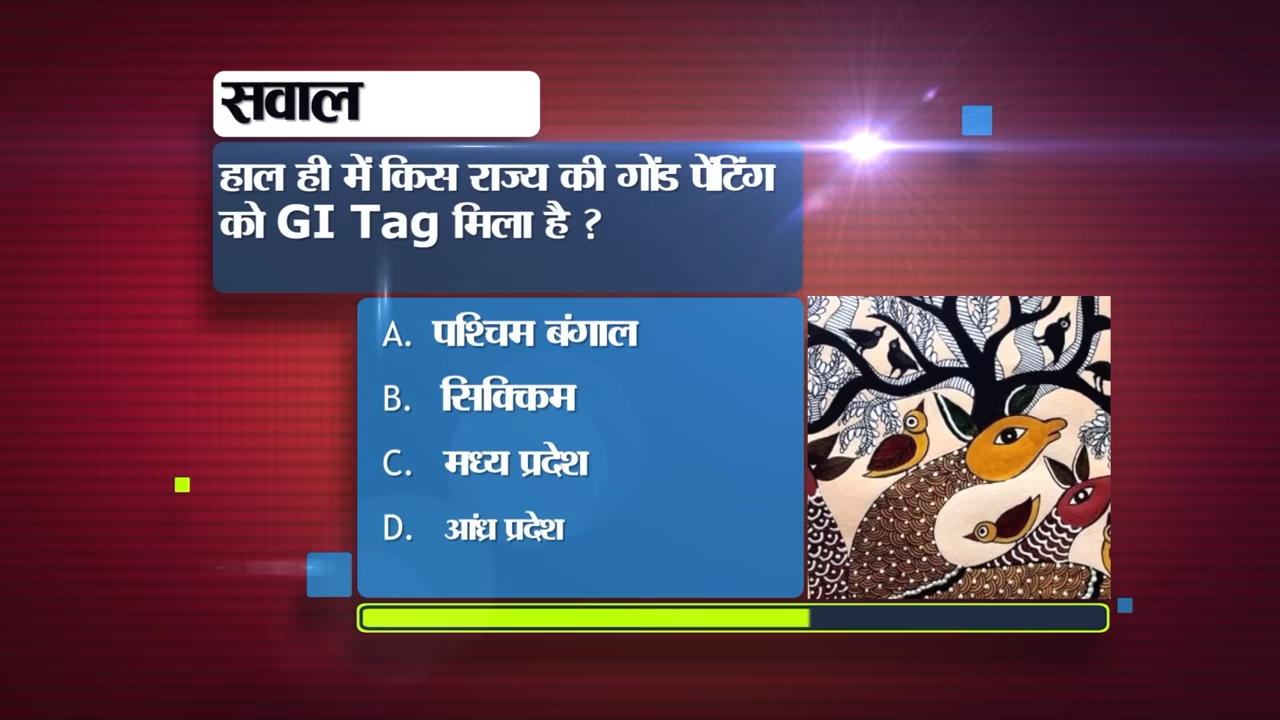 सवाल
हाल ही में किस राज्य की गोंड पेंटिंग
को GI Tag मिला है ?
A. पश्चिम बंगाल
B. सिक्किम
C. मध्य प्रदेश
D. आंध्र प्रदेश